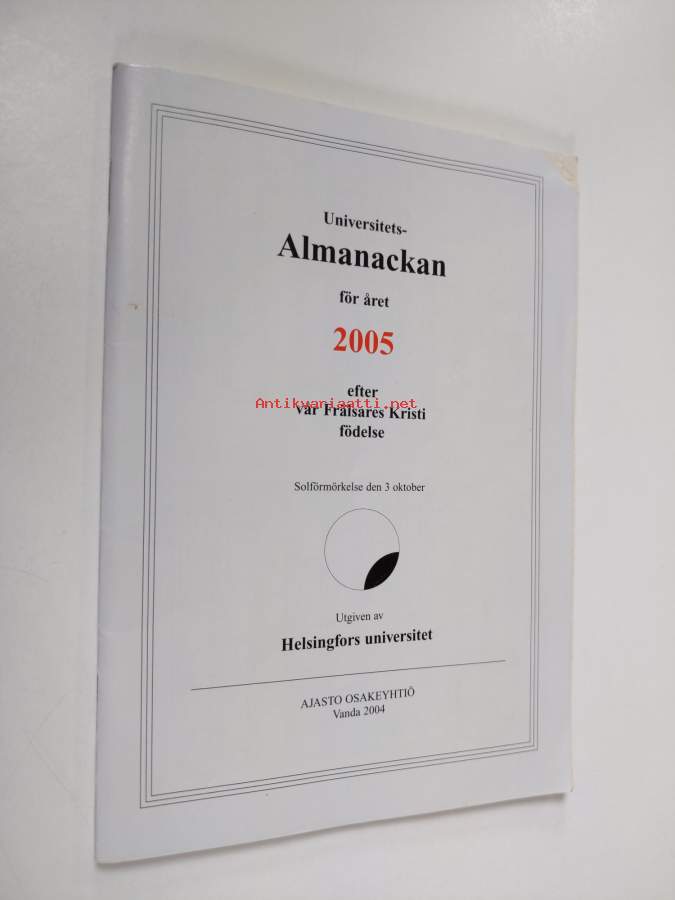 Universitets-
Almanackan
för året
2005
efter
Antikvariaatti.net
vår Frälsares Kristi
födelse
Solförmörkelse den 3 oktober
Utgiven av
Helsingfors universitet
AJASTO OSAKEYHTIÖ
Vanda 2004